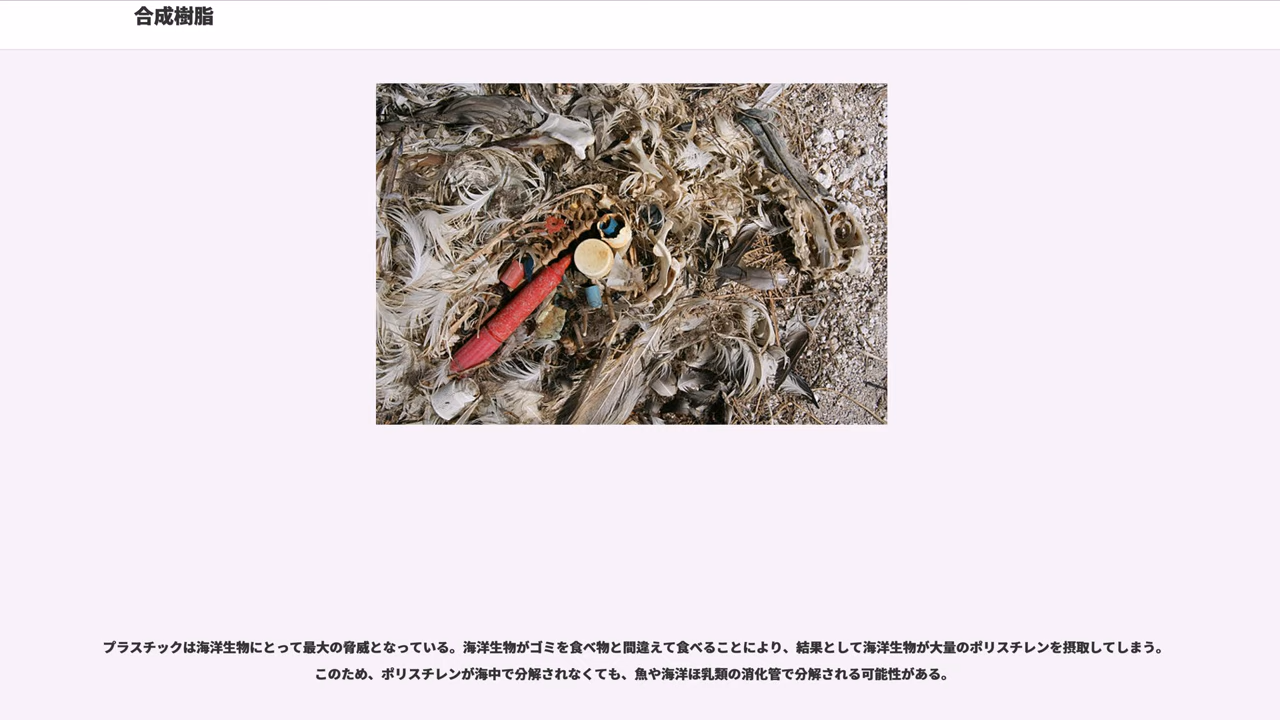 合成樹脂
プラスチックは海洋生物にとって最大の脅威となっている。海洋生物がゴミを食べ物と間違えて食べることにより、結果として海洋生物が大量のポリスチレンを摂取してしまう。
このため、ポリスチレンが海中で分解されなくても、魚や海洋ほ乳類の消化管で分解される可能性がある。